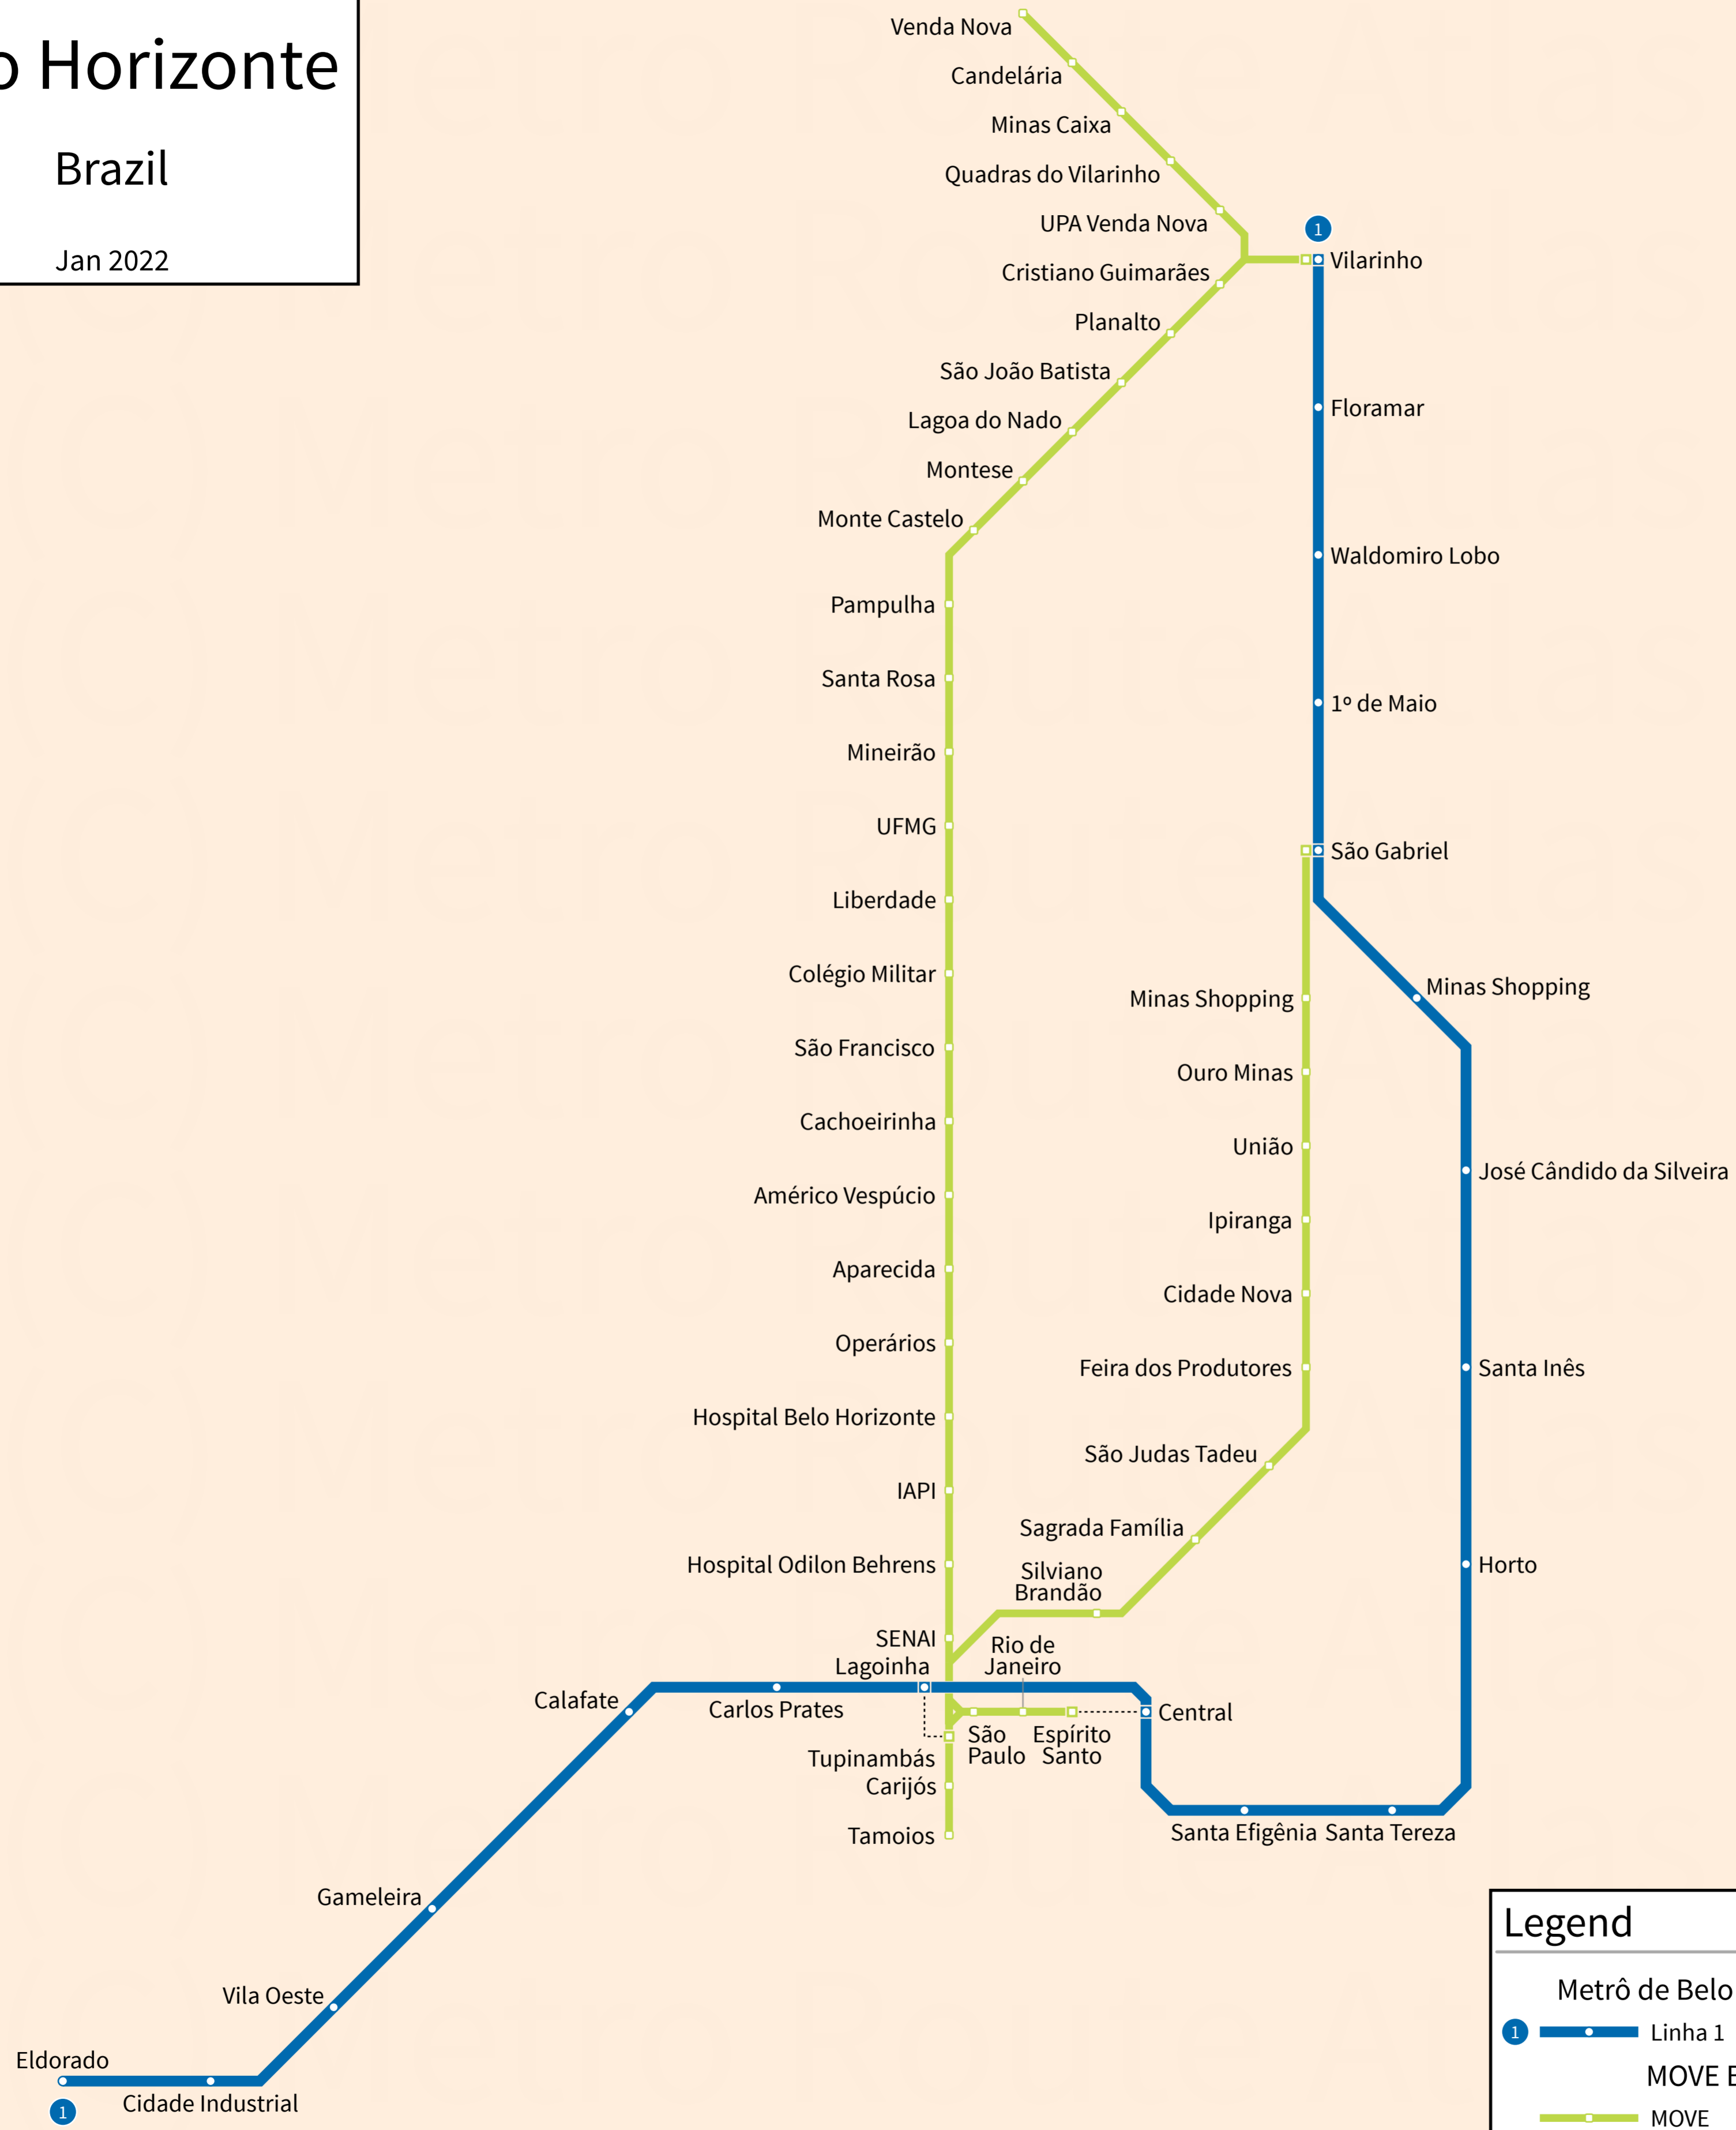 o Horizonte
Brazil
Jan 2022
Venda Nova
Candelária
Minas Caixa
Quadras do Vilarinho
UPA Venda Nova
1
Vilarinho
Cristiano Guimarães
Planalto
São João Batista
Lagoa do Nado
Montese
Monte Castelo
Floramar
Waldomiro Lobo
Pampulha
Santa Rosa
1º de Maio
Mineirão
UFMG
São Gabriel
Liberdade
Colégio Militar
Minas Shopping
Minas Shopping
São Francisco
Ouro Minas
Cachoeirinha
União
José Cândido da Silveira
Américo Vespúcio
Ipiranga
Aparecida
Cidade Nova
Operários
Feira dos Produtores
Santa Inês
Hospital Belo Horizonte
São Judas Tadeu
IAPI
Sagrada Família
Hospital Odilon Behrens
Silviano
Brandão
Horto
SENAI
Lagoinha
Rio de
Janeiro
Calafate
Carlos Prates
Central
São
Paulo
Espírito
Santo
Tupinambás
Carijós
Tamoios
Santa Efigênia
Santa Tereza
Gameleira
Vila Oeste
Eldorado
Cidade Industrial
1
Legend
Metrô de Belo
1
Linha 1
MOVE
MOVE